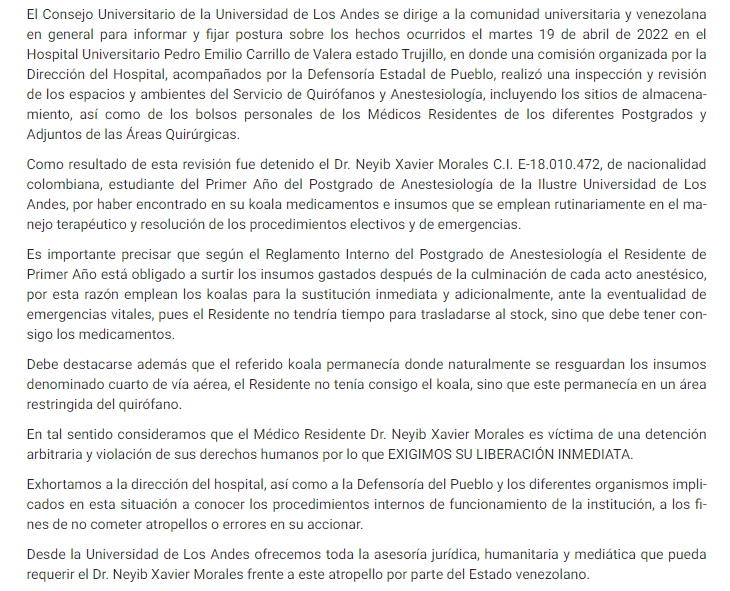 El Consejo Universitario de la Universidad de Los Andes se dirige a la comunidad universitaria y venezolana
en general para informar y fijar postura sobre los hechos ocurridos el martes 19 de abril de 2022 en el
Hospital Universitario Pedro Emilio Carrillo de Valera estado Trujillo, en donde una comisión organizada por la
Dirección del Hospital, acompañados por la Defensoría Estadal de Pueblo, realizó una inspección y revisión
de los espacios y ambientes del Servicio de Quirófanos y Anestesiología, incluyendo los sitios de almacena-
miento, así como de los bolsos personales de los Médicos Residentes de los diferentes Postgrados y
Adjuntos de las Áreas Quirúrgicas.
Como resultado de esta revisión fue detenido el Dr. Neyib Xavier Morales C.I. E-18.010.472, de nacionalidad
colombiana, estudiante del Primer Año del Postgrado de Anestesiología de la Ilustre Universidad de Los
Andes, por haber encontrado en su koala medicamentos e insumos que se emplean rutinariamente en el ma-
nejo terapéutico y resolución de los procedimientos electivos y de emergencias.
Es importante precisar que según el Reglamento Interno del Postgrado de Anestesiología el Residente de
Primer Año está obligado a surtir los insumos gastados después de la culminación de cada acto anestésico,
por esta razón emplean los koalas para la sustitución inmediata y adicionalmente, ante la eventualidad de
emergencias vitales, pues el Residente no tendría tiempo para trasladarse al stock, sino que debe tener con-
sigo los medicamentos.
Debe destacarse además que el referido koala permanecía donde naturalmente se resguardan los insumos
denominado cuarto de vía aérea, el Residente no tenía consigo el koala, sino que este permanecía en un área
restringida del quirófano.
En tal sentido consideramos que el Médico Residente Dr. Neyib Xavier Morales es víctima de una detención
arbitraria y violación de sus derechos humanos por lo que EXIGIMOS SU LIBERACIÓN INMEDIATA.
Exhortamos a la dirección del hospital, así como a la Defensoría del Pueblo y los diferentes organismos impli-
cados en esta situación a conocer los procedimientos internos de funcionamiento de la institución, a los fi-
nes de no cometer atropellos o errores en su accionar.
Desde la Universidad de Los Andes ofrecemos toda la asesoría jurídica, humanitaria y mediática que pueda
requerir el Dr. Neyib Xavier Morales frente a este atropello por parte del Estado venezolano.